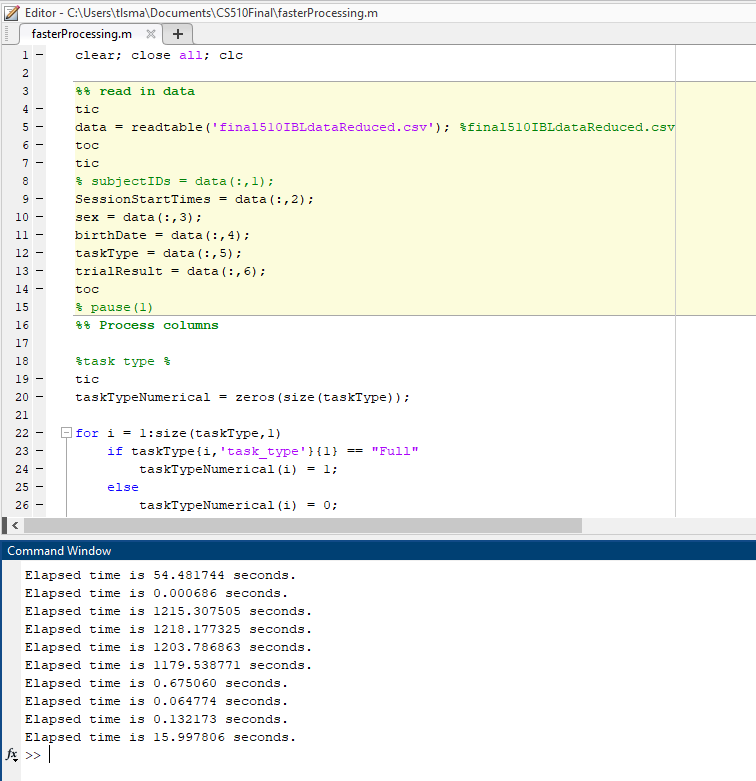 Editor - C:\Users\tlsma\Documents\CS510Final\fasterProcessing.m
fasterProcessing.m × +
1 – clear; close all; clc
2
3 %% read in data
4 – tic
5 – data = readtable('final510IBLdataReduced.csv'); %final510IBLdataReduced.csv
6 – toc
7 – tic
8 % subjectIDs = data(:,1);
9 – SessionStartTimes = data(:,2);
10 – sex = data(:,3);
11 – birthDate = data(:,4);
12 – taskType = data(:,5);
13 – trialResult = data(:,6);
14 – toc
15 % pause(1)
16 %% Process columns
17
18 %task type %
19 – tic
20 – taskTypeNumerical = zeros(size(taskType));
21
22 – for i = 1:size(taskType,1)
23 – if taskType{i,'task_type'}{1} == "Full"
24 – taskTypeNumerical(i) = 1;
25 – else
26 – taskTypeNumerical(i) = 0;
Command Window
Elapsed time is 54.481744 seconds.
Elapsed time is 0.000686 seconds.
Elapsed time is 1215.307505 seconds.
Elapsed time is 1218.177325 seconds.
Elapsed time is 1203.786863 seconds.
Elapsed time is 1179.538771 seconds.
Elapsed time is 0.675060 seconds.
Elapsed time is 0.064774 seconds.
Elapsed time is 0.132173 seconds.
Elapsed time is 15.997806 seconds.
fx >>